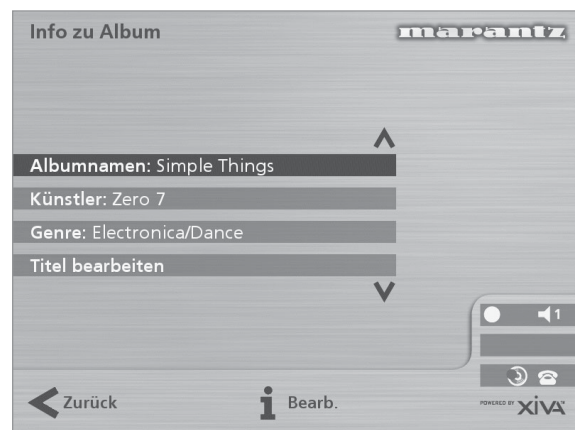 Info zu Album
marantz
Albumnamen: Simple Things
Künstler: Zero 7
Genre: Electronica/Dance
Titel bearbeiten
1
Zurück
i Bearb.
POWERED BY XiVA™